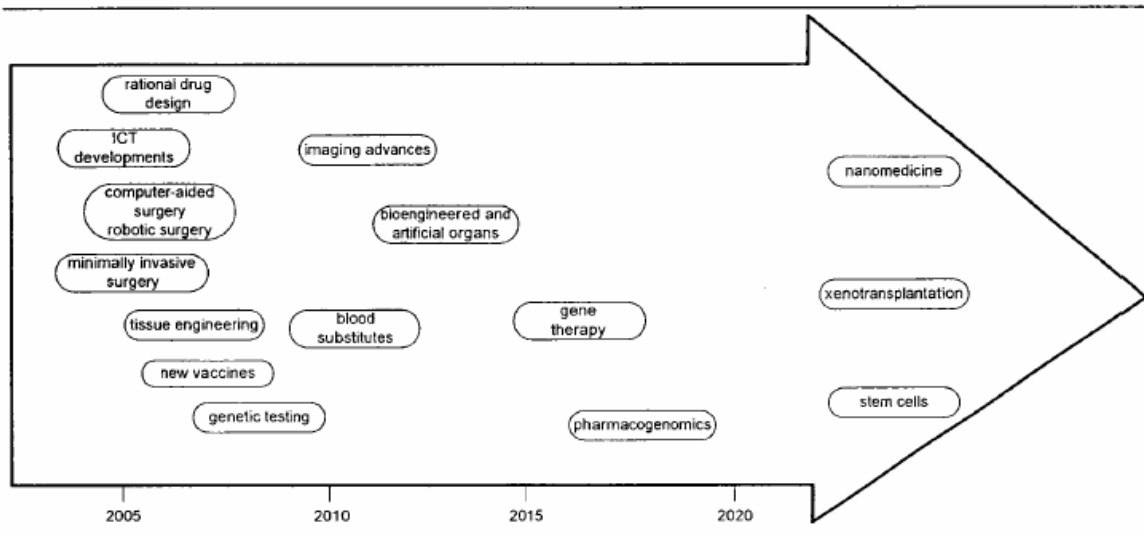 rational drug
design
ICT
developments
imaging advances
nanomedicine
computer-aided
surgery
robotic surgery
bioengineered and
artificial organs
minimally invasive
surgery
xenotransplantation
tissue engineering
blood
substitutes
gene
therapy
new vaccines
genetic testing
pharmacogenomics
stem cells
2005
2010
2015
2020